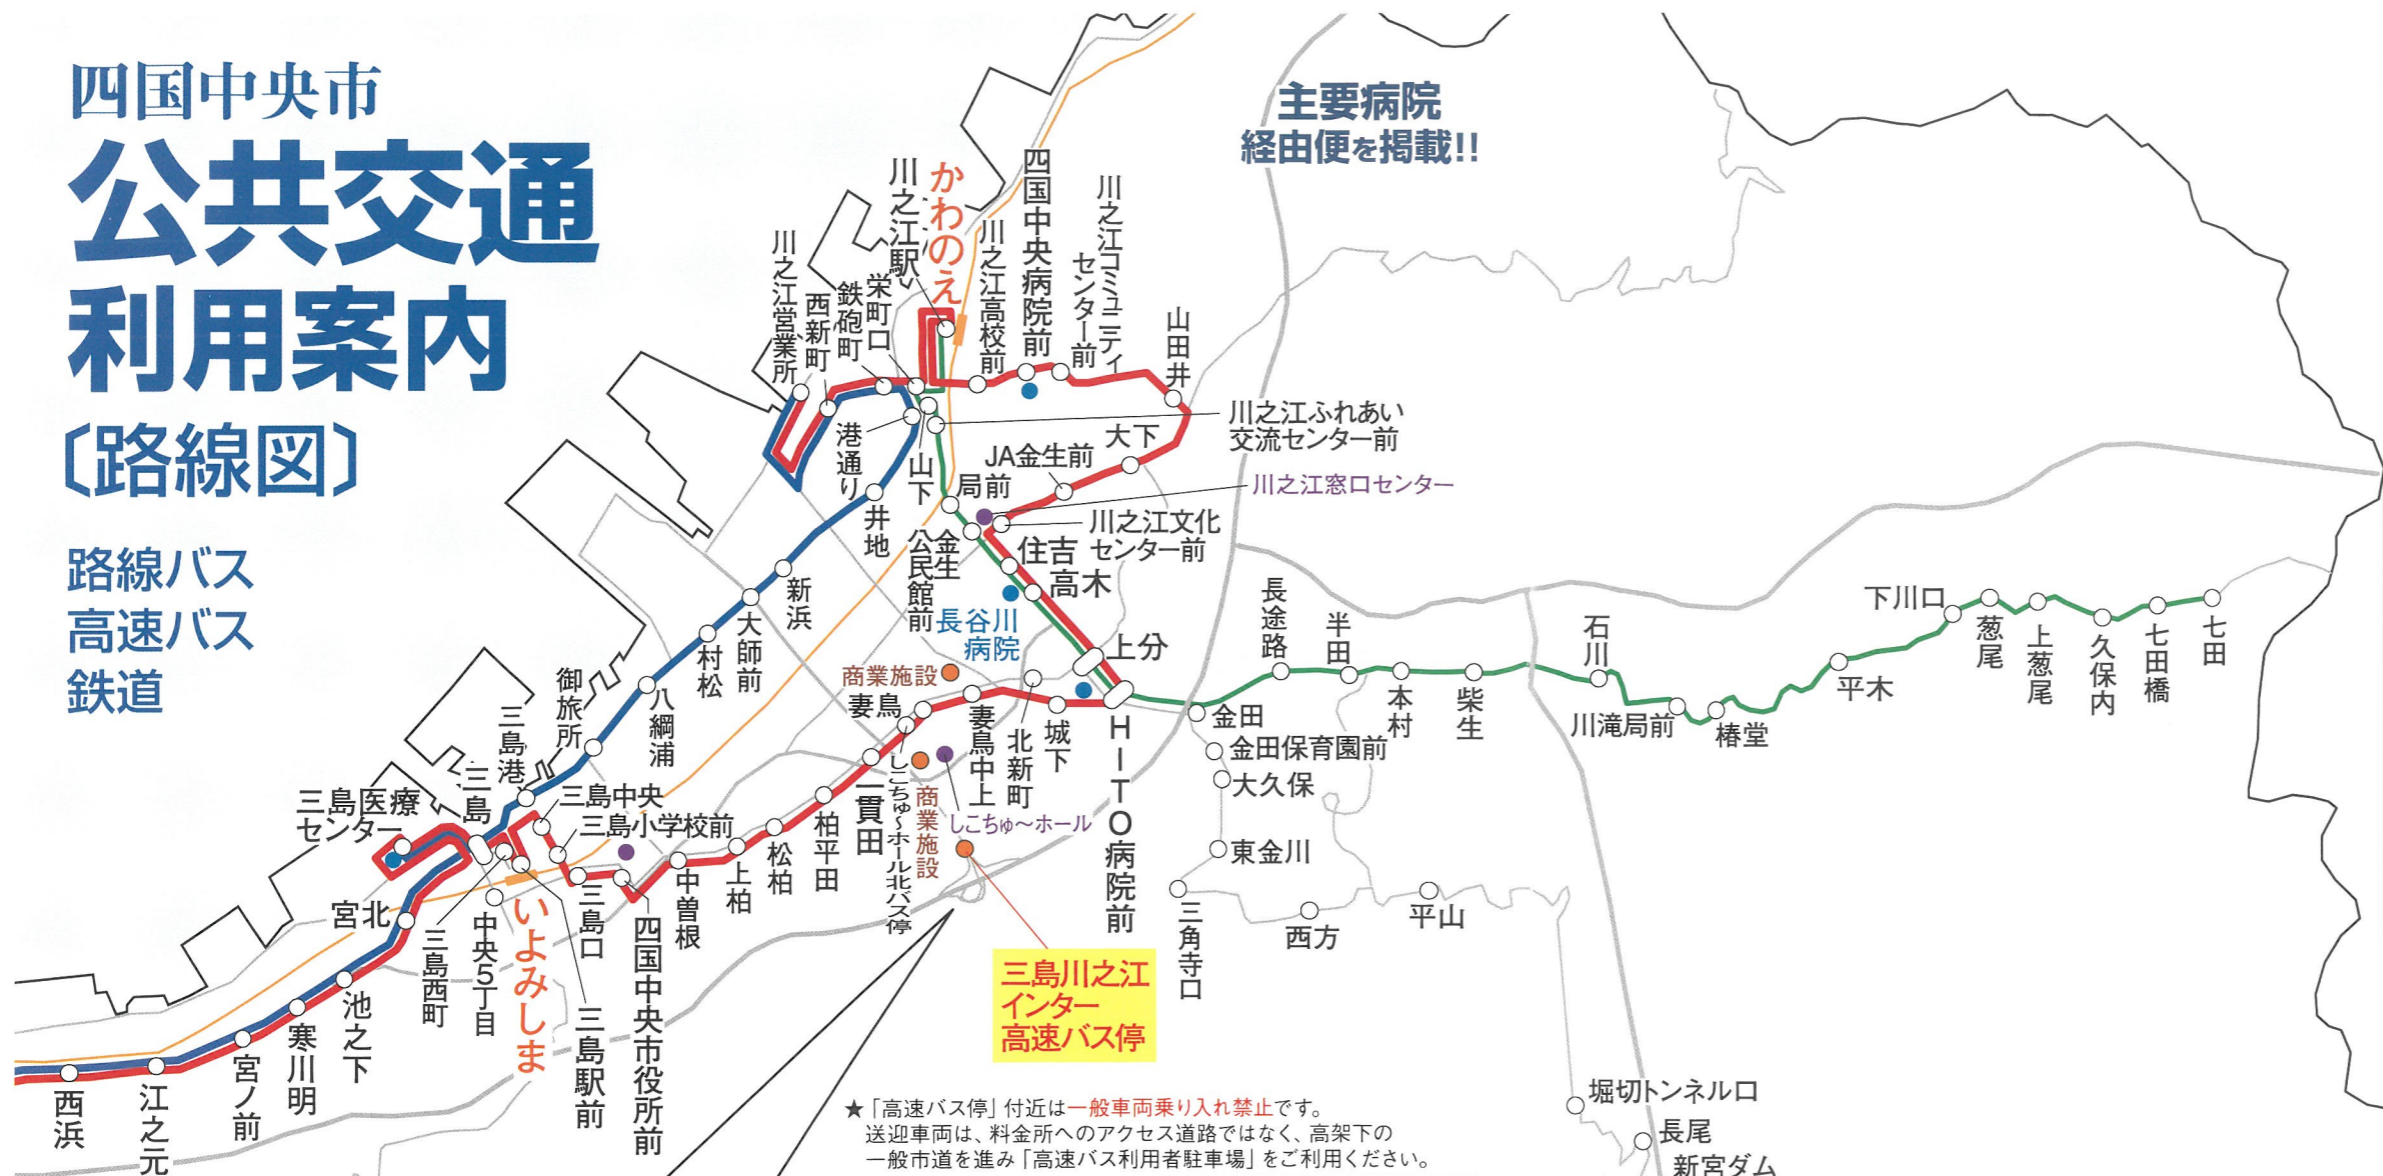 四国中央市
公共交通
利用案内
〔路線図〕
路線バス
高速バス
鉄道
主要病院
経由便を掲載!!
川之江営業所
西新町
鉄砲町
栄町口
川之江駅
かわのえ
川之江高校前
四国中央病院前
川之江コミュニティ
センター前
山田井
川之江ふれあい
交流センター前
大下
JA金生前
川之江窓口センター
川之江文化
センター前
港通り
山下
局前
井地
金生
公民館前
住吉
高木
長谷川
病院
新浜
大師前
村松
八綱浦
御旅所
三島港
三島
三島医療
センター
三島中央
三島小学校前
商業施設
妻鳥
妻鳥中上
北新町
城下
上分
HITO病院前
しこちゅ〜ホール北バス停
商業施設
しこちゅ〜ホール
一貫田
柏平田
松柏
上柏
中曽根
四国中央市役所前
三島口
三島駅前
いよみしま
中央5丁目
三島西町
宮北
池之下
寒川明
宮ノ前
江之元
西浜
長途路
半田
本村
柴生
石川
川滝局前
椿堂
平木
下川口
葱尾
上葱尾
久保内
七田橋
七田
金田
金田保育園前
大久保
東金川
三角寺口
西方
平山
堀切トンネル口
長尾
新宮ダム
三島川之江
インター
高速バス停
★「高速バス停」付近は一般車両乗り入れ禁止です。
送迎車両は、料金所へのアクセス道路ではなく、高架下の
一般市道を進み「高速バス利用者駐車場」をご利用ください。